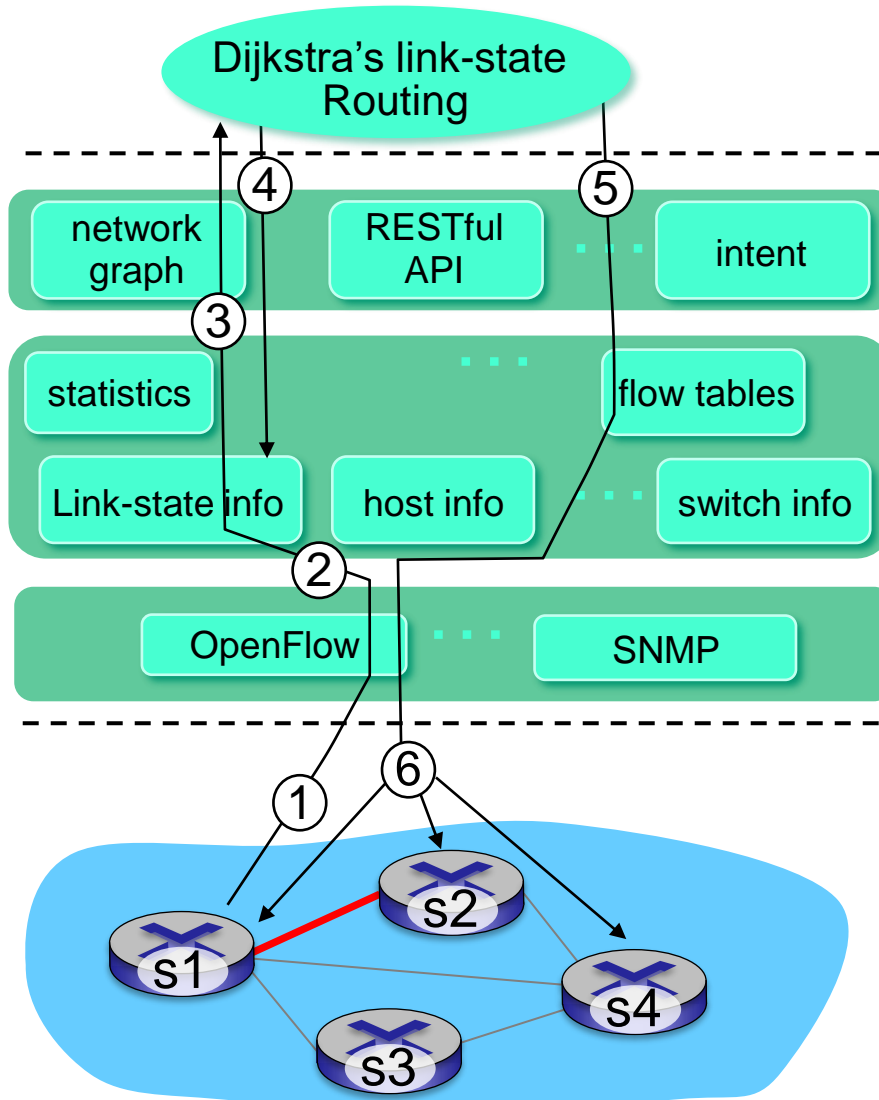 Dijkstra’s link-state
Routing
4
5
network
graph
RESTful
API
. . .
intent
3
statistics
. . .
flow tables
Link-state info
host info
. . .
switch info
2
OpenFlow
. . .
SNMP
1
6
s2
s1
s4
s3